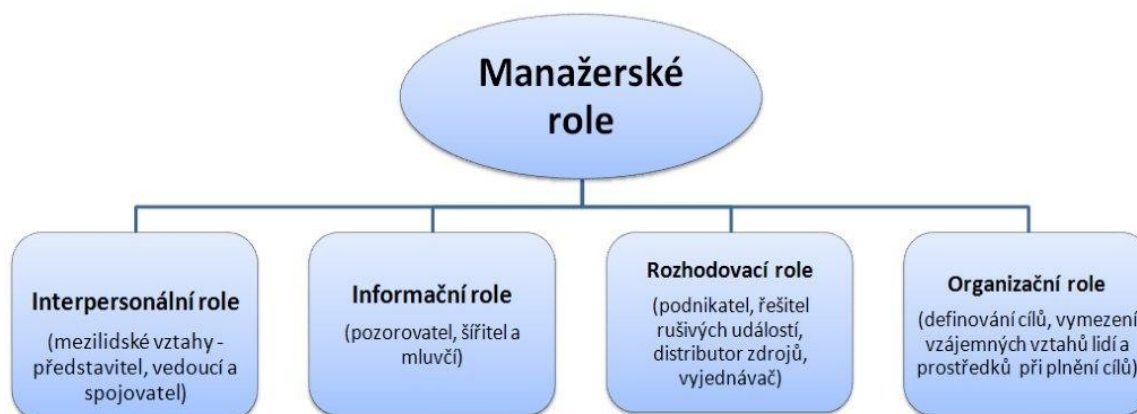 Manažerské
role
Interpersonální role
(mezilidské vztahy -
představitel, vedoucí a
spojovatel)
Informační role
(pozorovatel, šířitel a
mluvčí)
Rozhodovací role
(podnikatel, řešitel
rušivých událostí,
distributor zdrojů,
vyjednávač)
Organizační role
(definování cílů, vymezení
vzájemných vztahů lidí a
prostředků při plnění cílů)